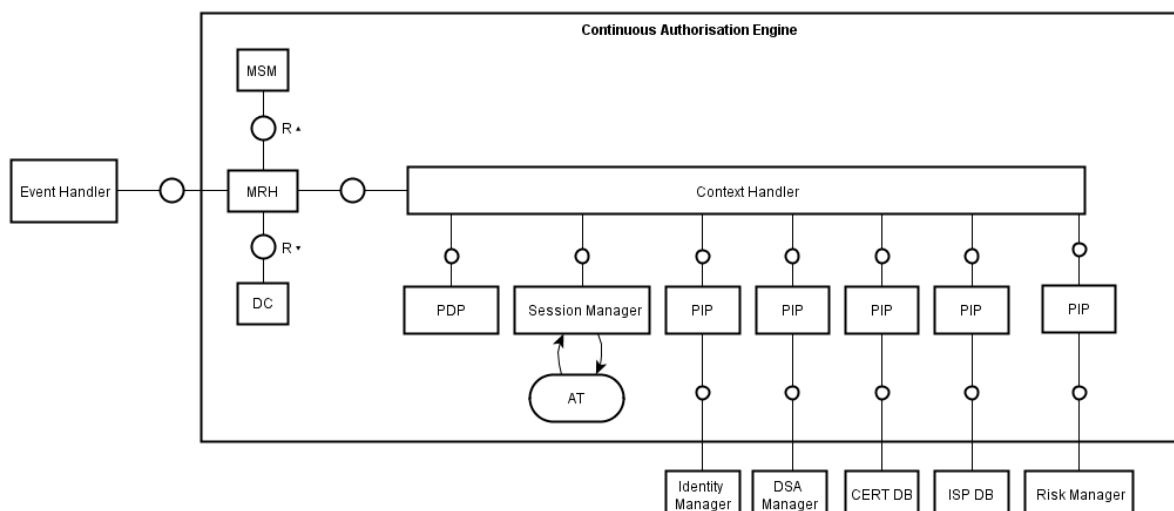 Continuous Authorisation Engine
MSM
R ▲
Event Handler
MRH
Context Handler
R ▼
DC
PDP
Session Manager
PIP
PIP
PIP
PIP
PIP
AT
Identity
Manager
DSA
Manager
CERT DB
ISP DB
Risk Manager